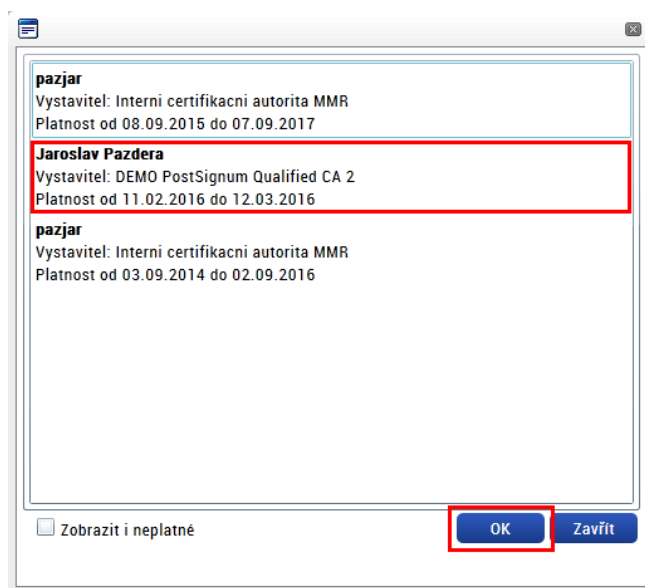 pazjar
Vystavitel: Interni certifikacni autorita MMR
Platnost od 08.09.2015 do 07.09.2017
Jaroslav Pazdera
Vystavitel: DEMO PostSignum Qualified CA 2
Platnost od 11.02.2016 do 12.03.2016
pazjar
Vystavitel: Interni certifikacni autorita MMR
Platnost od 03.09.2014 do 02.09.2016
Zobrazit i neplatné
OK
Zavřít